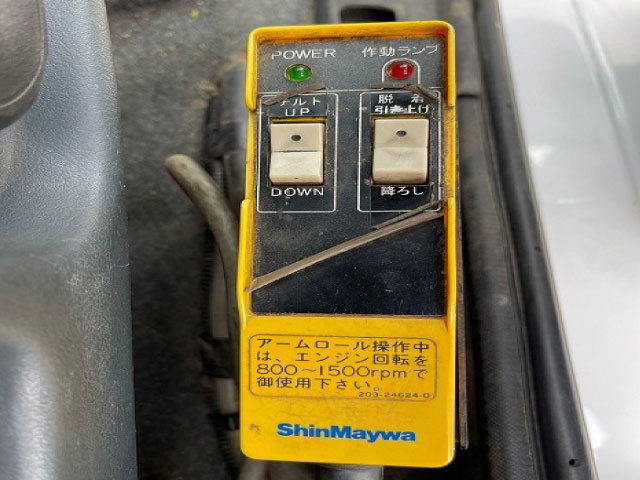 POWER 作動ランプ
チルト 脱着
UP 引き上げ
DOWN 降ろし
アームロール操作中
は、エンジン回転を
800～1500rpmで
御使用下さい。
203-24624-0
ShinMaywa